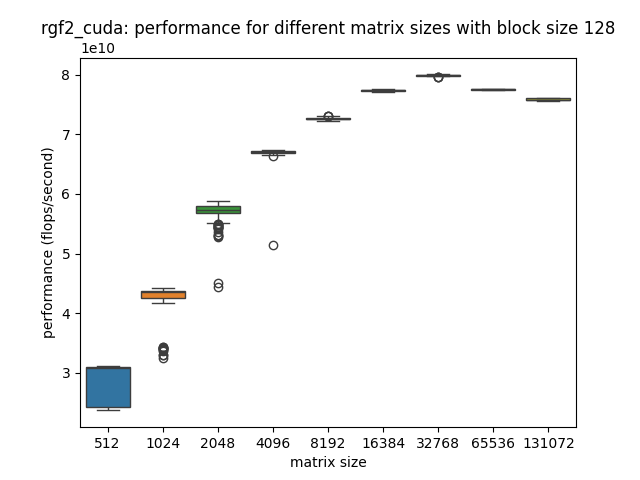 rgf2_cuda: performance for different matrix sizes with block size 128
1e10
8
7
6
5
4
3
performance (flops/second)
512 1024 2048 4096 8192 16384 32768 65536 131072
matrix size